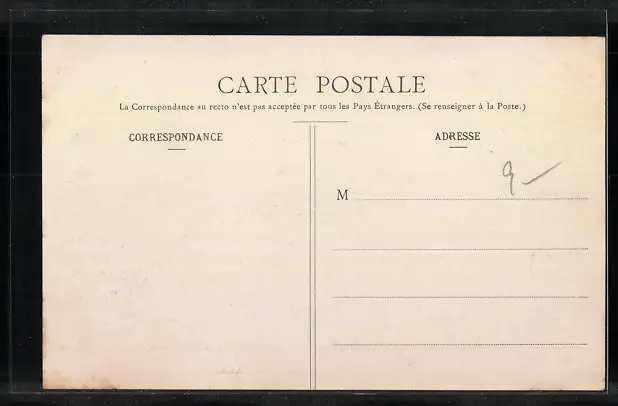 CARTE POSTALE
La Correspondance au recto n'est pas acceptée par tous les Pays Étrangers. (Se renseigner à la Poste.)
CORRESPONDANCE
ADRESSE
9 –
M